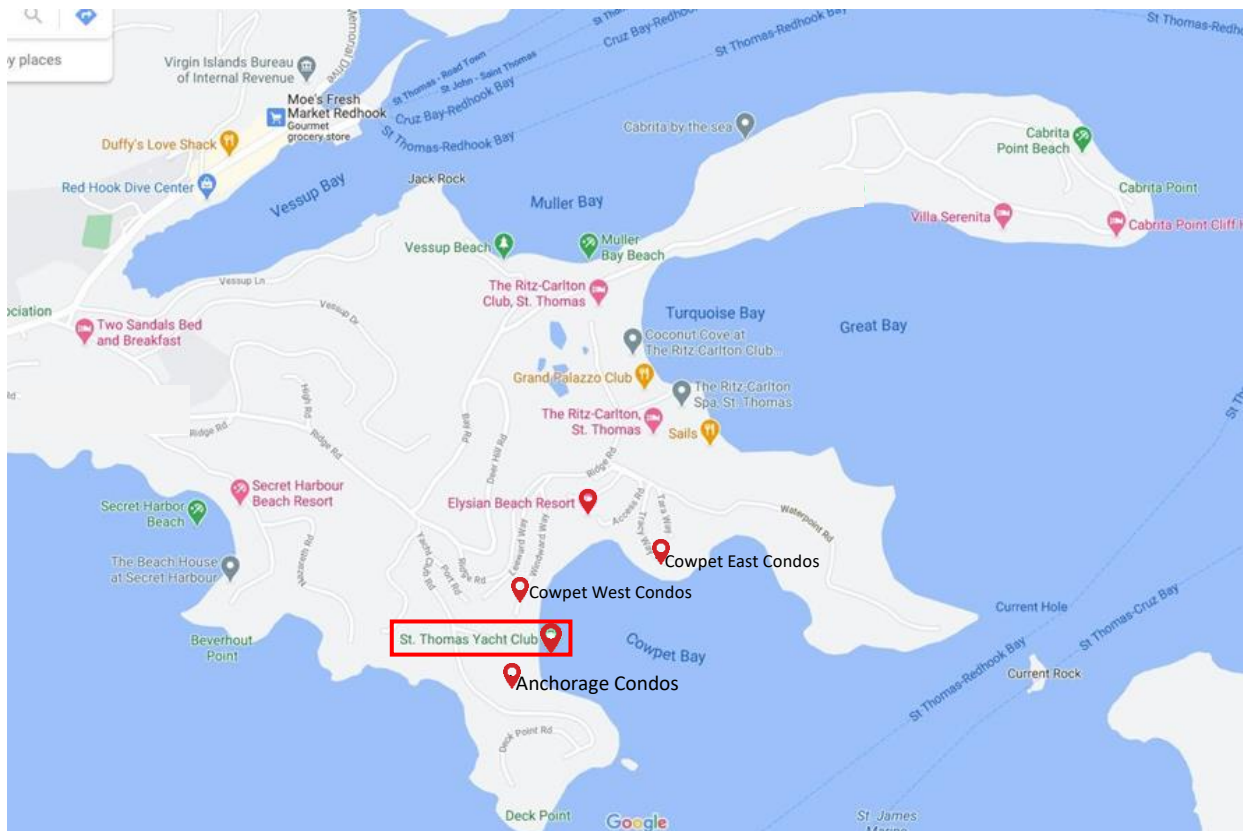 y places
Memorial Drive
Virgin Islands Bureau
of Internal Revenue
Moe's Fresh
Market Redhook
Gourmet
grocery store
Duffy's Love Shack
Red Hook Dive Center
St Thomas - Road Town
St. John - Saint Thomas
Cruz Bay-Redhook Bay
St Thomas-Redhook Bay
Cruz Bay-Redhook
St Thomas-Redhook Bay
St Thomas-Redho
Cabrita by the sea
Cabrita
Point Beach
Cabrita Point
Villa Serenita
Cabrita Point Cliff H
Vessup Bay
Jack Rock
Muller Bay
Vessup Beach
Muller
Bay Beach
The Ritz-Carlton
Club, St. Thomas
Turquoise Bay
Great Bay
Coconut Cove at
The Ritz-Carlton Club...
Grand Palazzo Club
The Ritz-Carlton
Spa, St. Thomas
The Ritz-Carlton,
St. Thomas
Sails
Vessup Ln
Vessup Dr
ociation
Two Sandals Bed
and Breakfast
Rd
Ridge Rd
High Rd
Ridge Rd
Bay Rd
Deer Hill Rd
Ridge Rd
Secret Harbour
Beach Resort
Secret Harbor
Beach
Elysian Beach Resort
Access Rd
Tracy Way
Tara Way
Waterpoint Rd
The Beach House
at Secret Harbour
Nazareth Rd
Yacht Club Rd
Port Rd
Ridge Rd
Leeward Way
Windward Way
Cowpet East Condos
Cowpet West Condos
Beverhout
Point
St. Thomas Yacht Club
Cowpet Bay
Anchorage Condos
Current Hole
Current Rock
St Thomas-Redhook Bay
St Thomas-Cruz Bay
St Th
Deck Point Rd
Deck Point
Google
St. James